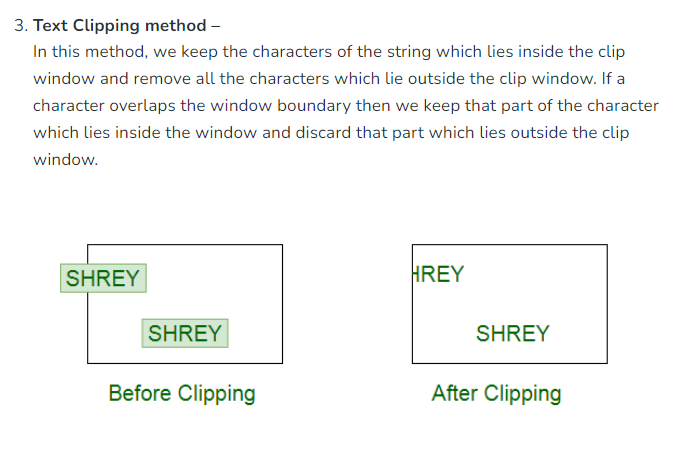 3. Text Clipping method –
In this method, we keep the characters of the string which lies inside the clip
window and remove all the characters which lie outside the clip window. If a
character overlaps the window boundary then we keep that part of the character
which lies inside the window and discard that part which lies outside the clip
window.
SHREY
HREY
SHREY
SHREY
Before Clipping
After Clipping